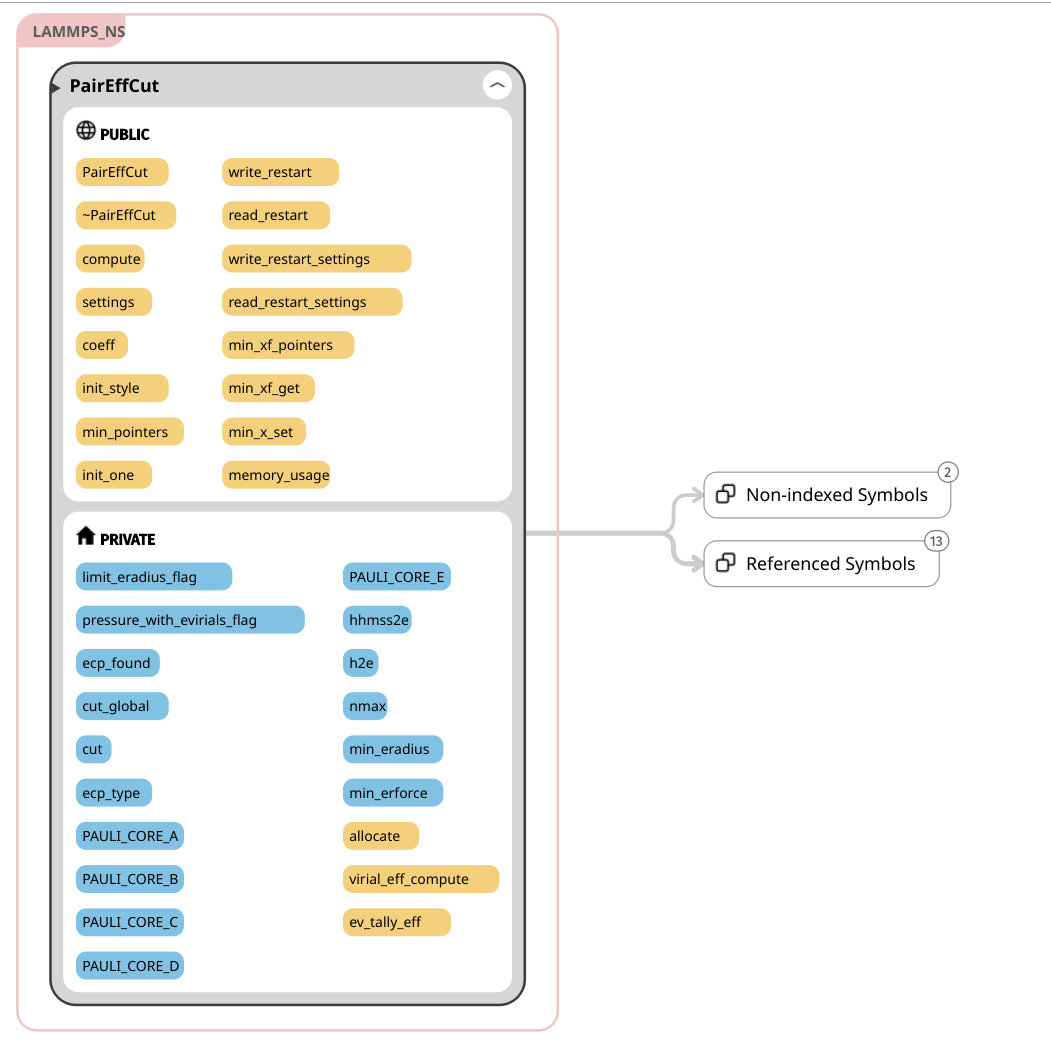 LAMMPS_NS
PairEffCut
PUBLIC
PairEffCut
write_restart
~PairEffCut
read_restart
compute
write_restart_settings
settings
read_restart_settings
coeff
min_xf_pointers
init_style
min_xf_get
min_pointers
min_x_set
init_one
memory_usage
PRIVATE
limit_eradius_flag
PAULI_CORE_E
pressure_with_evirials_flag
hhmss2e
ecp_found
h2e
cut_global
nmax
cut
min_eradius
ecp_type
min_erforce
PAULI_CORE_A
allocate
PAULI_CORE_B
virial_eff_compute
PAULI_CORE_C
ev_tally_eff
PAULI_CORE_D
2
Non-indexed Symbols
13
Referenced Symbols